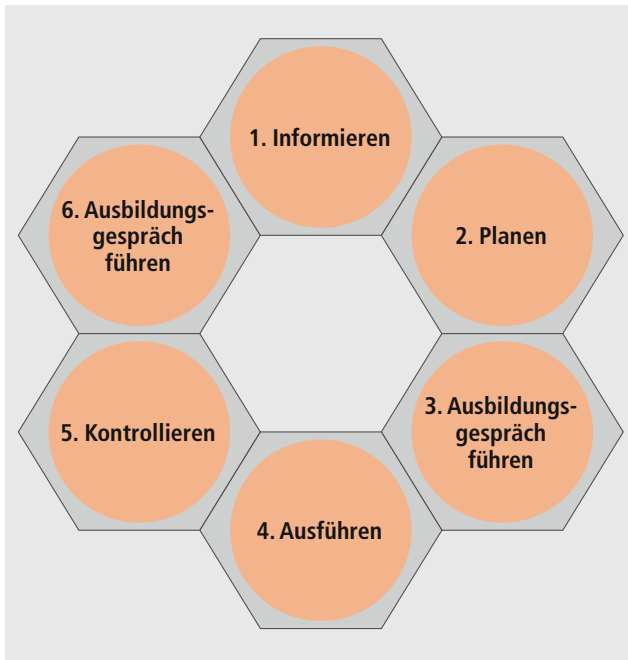 1. Informieren
2. Planen
3. Ausbildungs-
gespräch
führen
4. Ausführen
5. Kontrollieren
6. Ausbildungs-
gespräch
führen